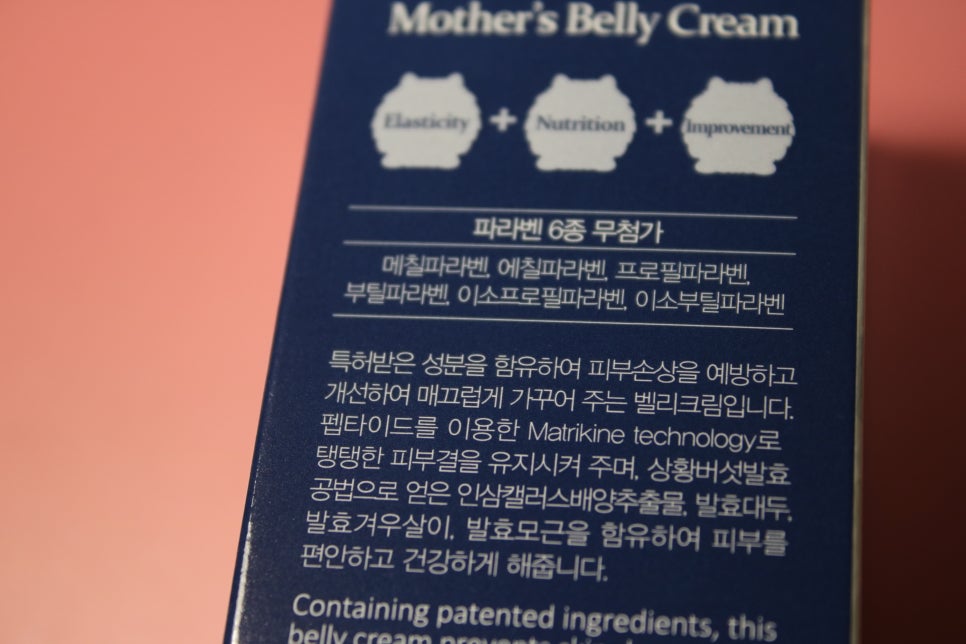 Mother's Belly Cream
Elasticity + Nutrition + Improvement
파라벤 6종 무첨가
메칠파라벤, 에칠파라벤, 프로필파라벤,
부틸파라벤, 이소프로필파라벤, 이소부틸파라벤
특허받은 성분을 함유하여 피부손상을 예방하고
개선하여 매끄럽게 가꾸어 주는 벨리크림입니다.
펩타이드를 이용한 Matrikine technology로
탱탱한 피부결을 유지시켜 주며, 상황버섯발효
공법으로 얻은 인삼캘러스배양추출물, 발효대두,
발효겨우살이, 발효모근을 함유하여 피부를
편안하고 건강하게 해줍니다.
Containing patented ingredients, this
belly cream prevents